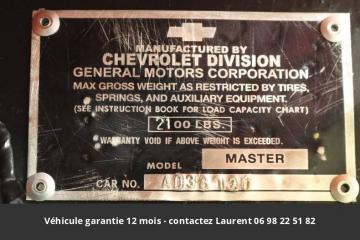 MANUFACTURED BY
CHEVROLET DIVISION
GENERAL MOTORS CORPORATION
MAX GROSS WEIGHT AS RESTRICTED BY TIRES,
SPRINGS, AND AUXILIARY EQUIPMENT.
(SEE INSTRUCTION BOOK FOR LOAD CAPACITY CHART)
2100 LBS.
WARRANTY VOID IF ABOVE WEIGHT IS EXCEEDED.
MODEL MASTER
CAR NO.
Véhicule garantie 12 mois - contactez Laurent 06 98 22 51 82